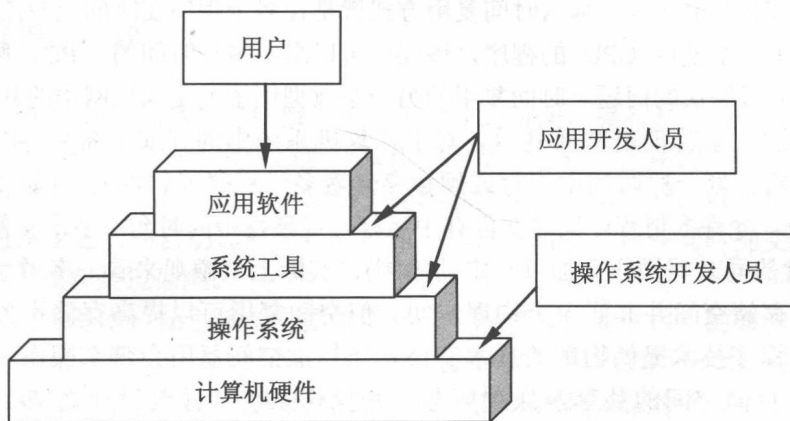 用户
应用开发人员
应用软件
系统工具
操作系统开发人员
操作系统
计算机硬件